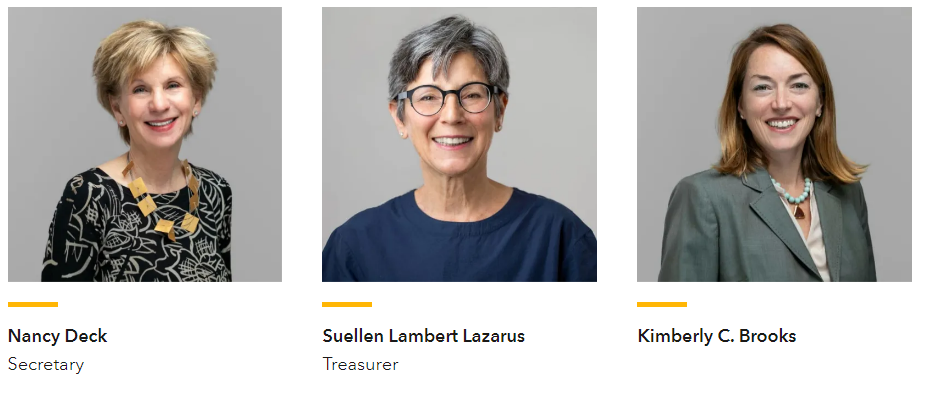 Nancy Deck
Secretary
Suellen Lambert Lazarus
Treasurer
Kimberly C. Brooks